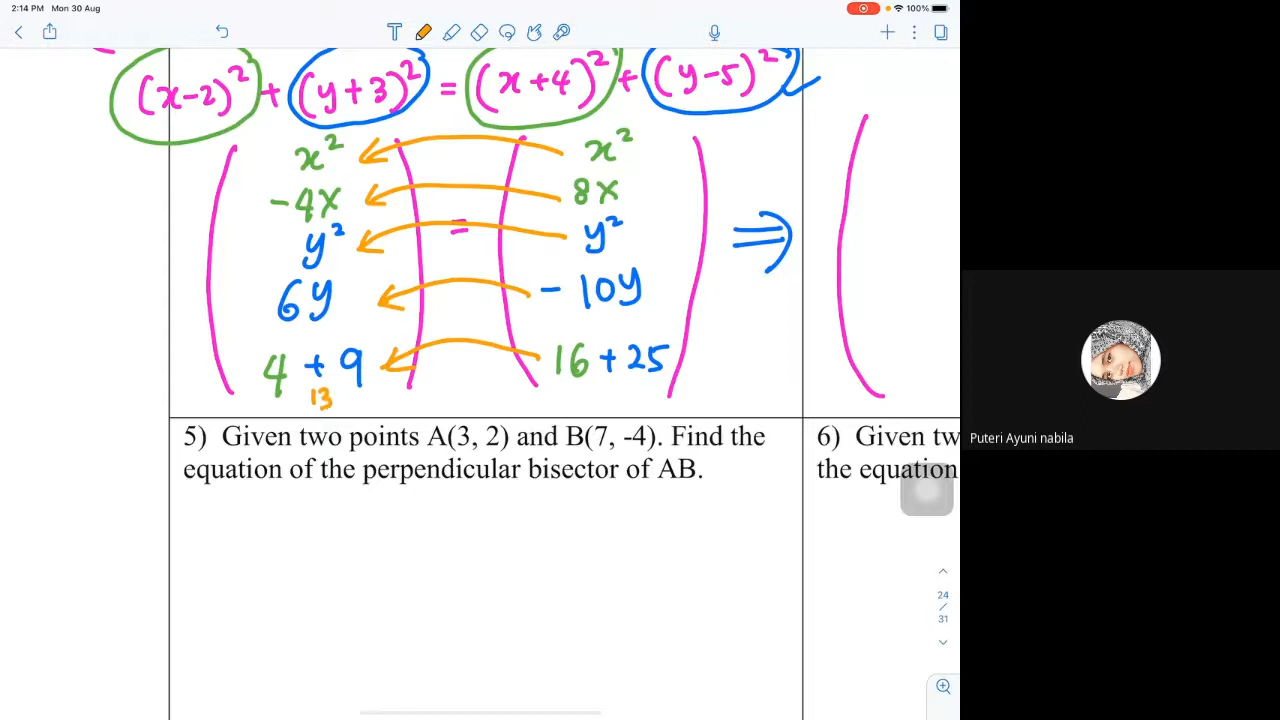 2:14 PM Mon 30 Aug
100%
(x-2)² + (y+3)² = (x+4)² + (y-5)²
x² x²
-4x 8x
y² = y² ⇒
6y - 10y
4 + 9 16 + 25
13
5) Given two points A(3, 2) and B(7, -4). Find the
equation of the perpendicular bisector of AB.
6) Given tw
the equation
24
/
31
Puteri Ayuni nabila